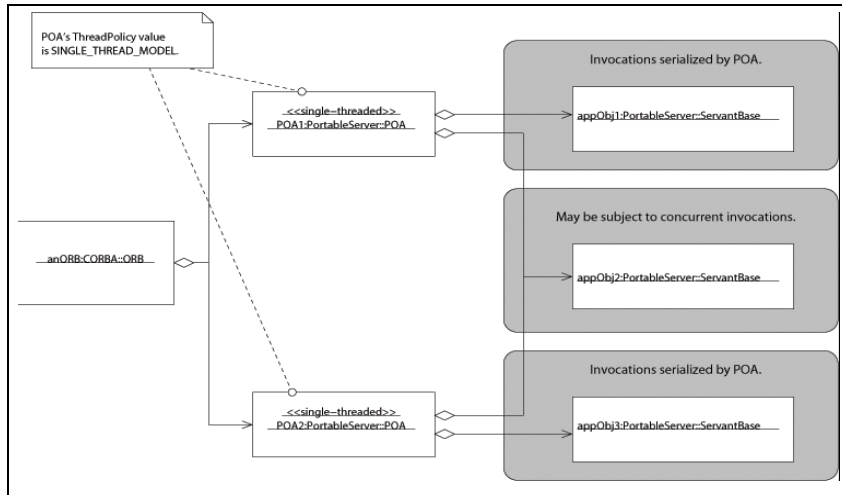 POA's ThreadPolicy value
is SINGLE_THREAD_MODEL.
Invocations serialized by POA.
<<single-threaded>>
POA1:PortableServer::POA
appObj1:PortableServer::ServantBase
May be subject to concurrent invocations.
anORB:CORBA::ORB
appObj2:PortableServer::ServantBase
Invocations serialized by POA.
<<single-threaded>>
POA2:PortableServer::POA
appObj3:PortableServer::ServantBase